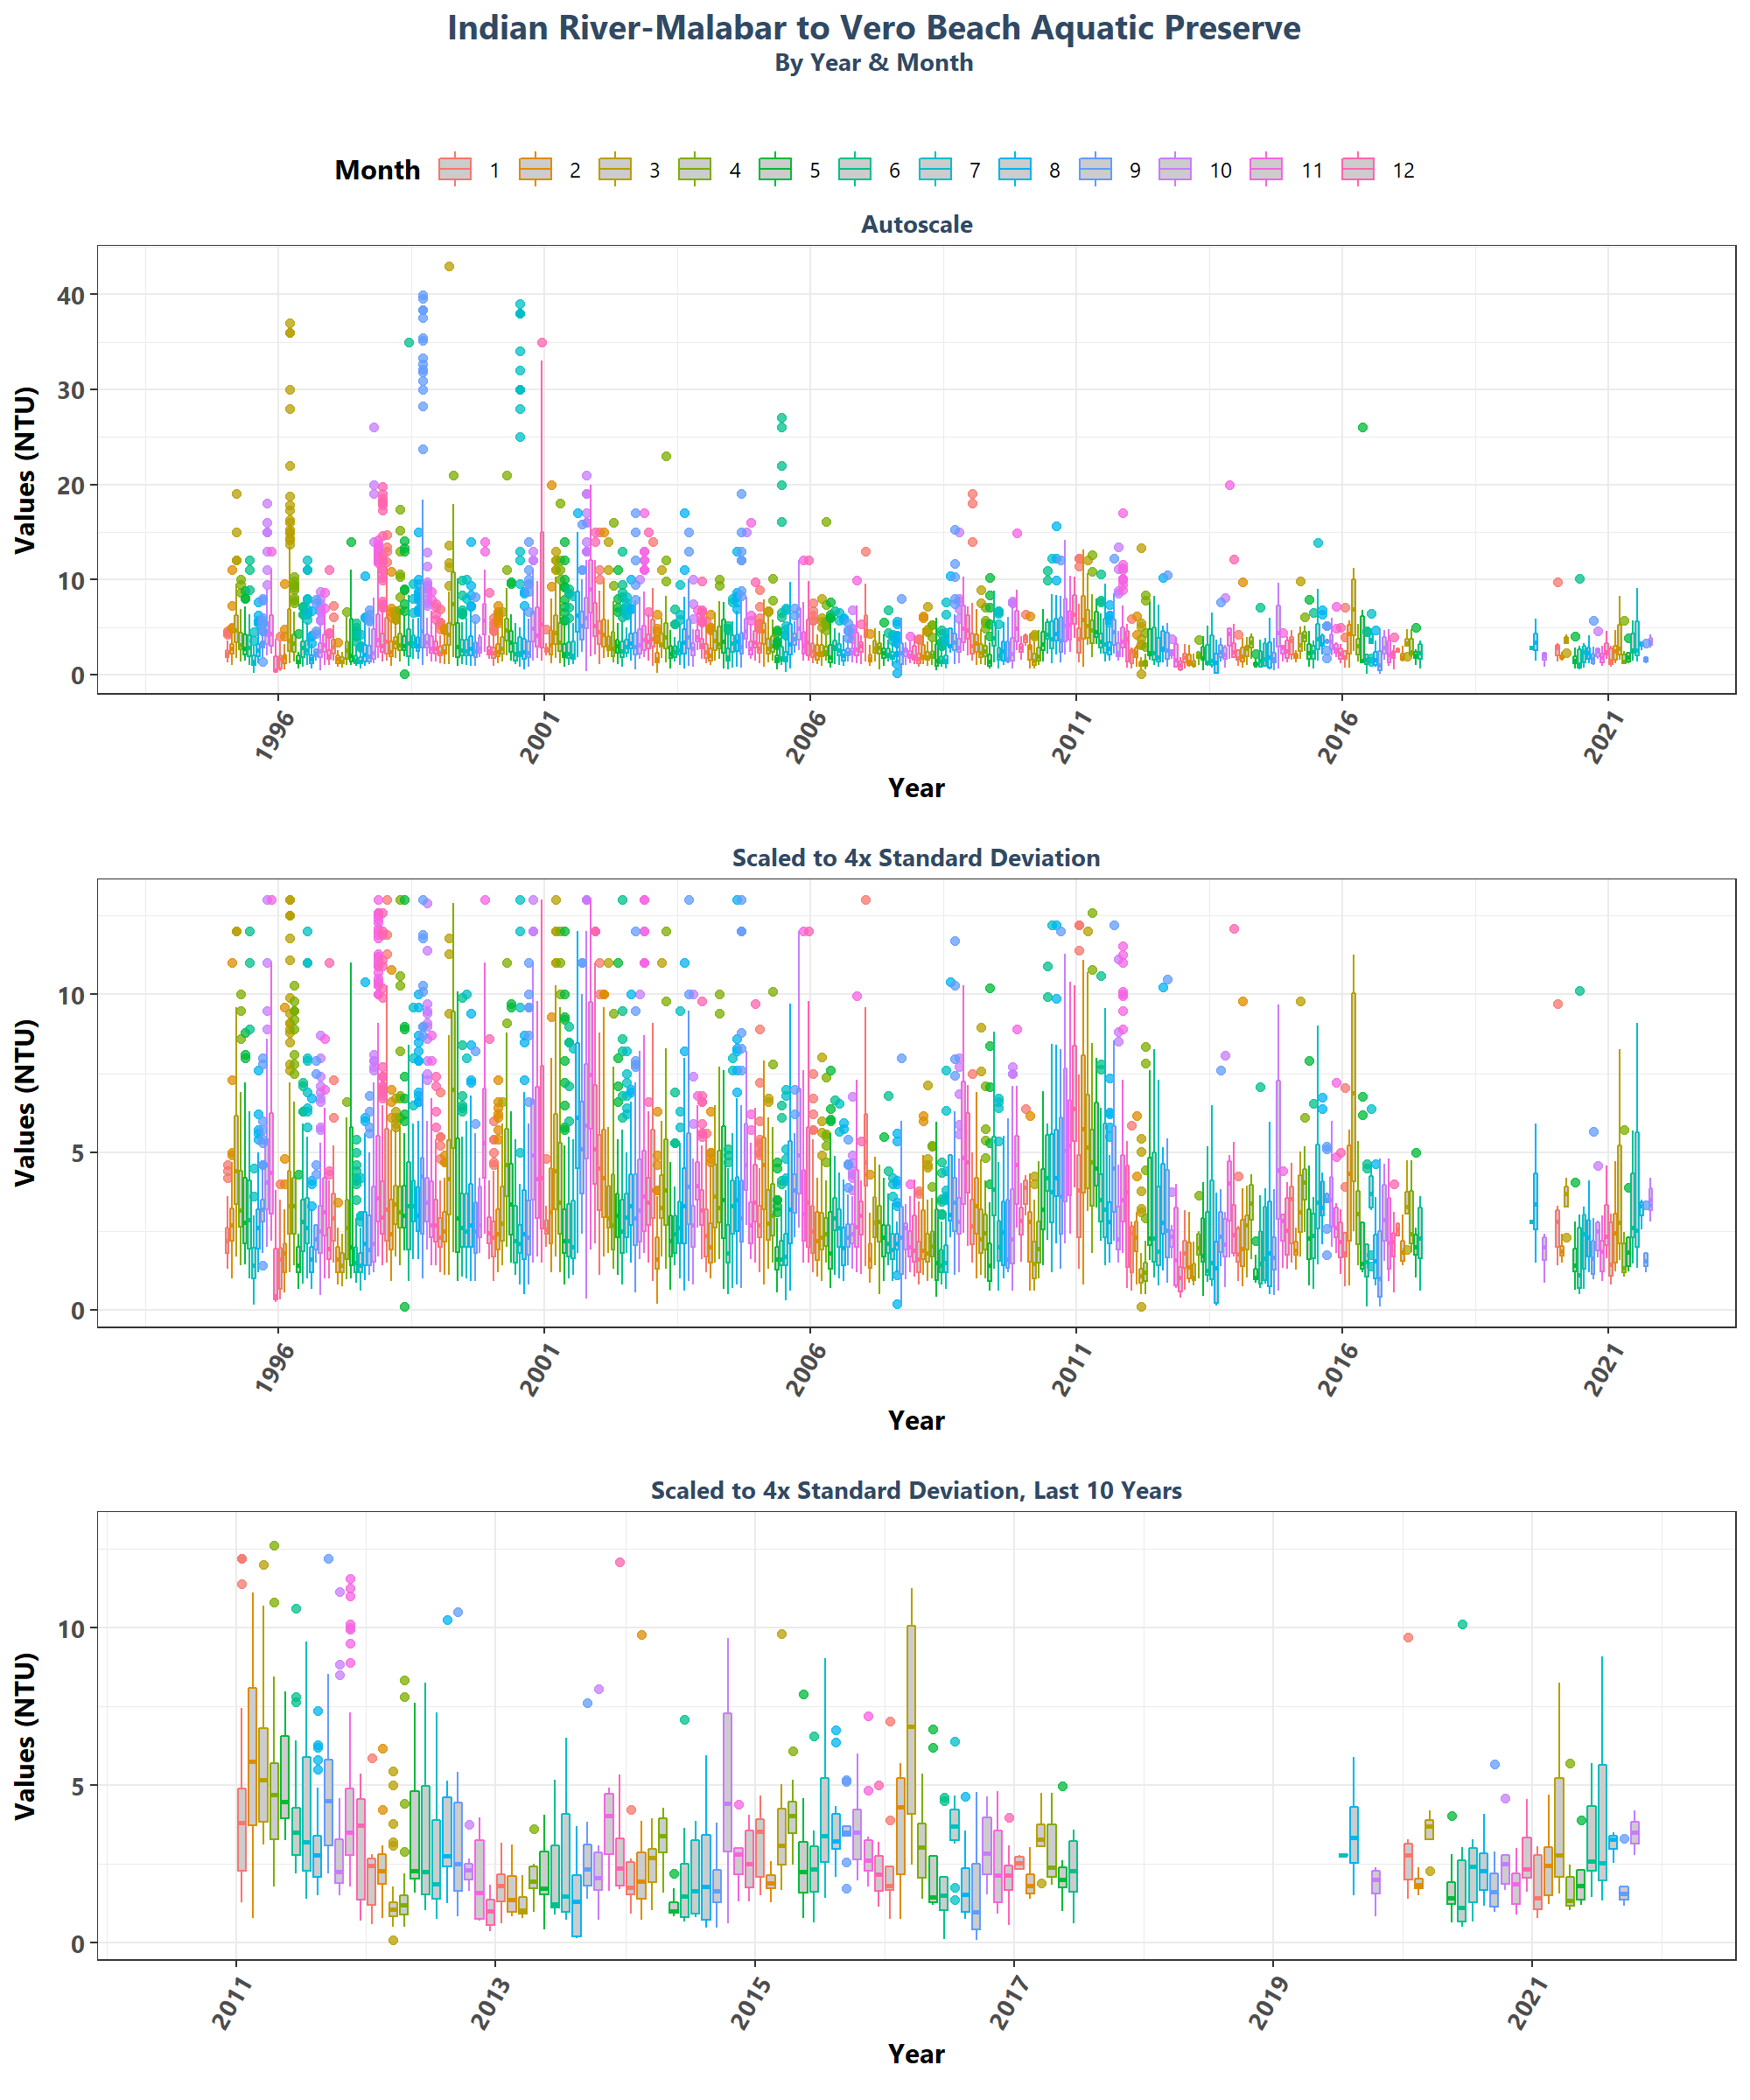 Indian River-Malabar to Vero Beach Aquatic Preserve
By Year & Month
Month 1 2 3 4 5 6 7 8 9 10 11 12
Autoscale
Values (NTU)
40
30
20
10
0
1996 2001 2006 2011 2016 2021
Year
Scaled to 4x Standard Deviation
Values (NTU)
10
5
0
1996 2001 2006 2011 2016 2021
Year
Scaled to 4x Standard Deviation, Last 10 Years
Values (NTU)
10
5
0
2011 2013 2015 2017 2019 2021
Year